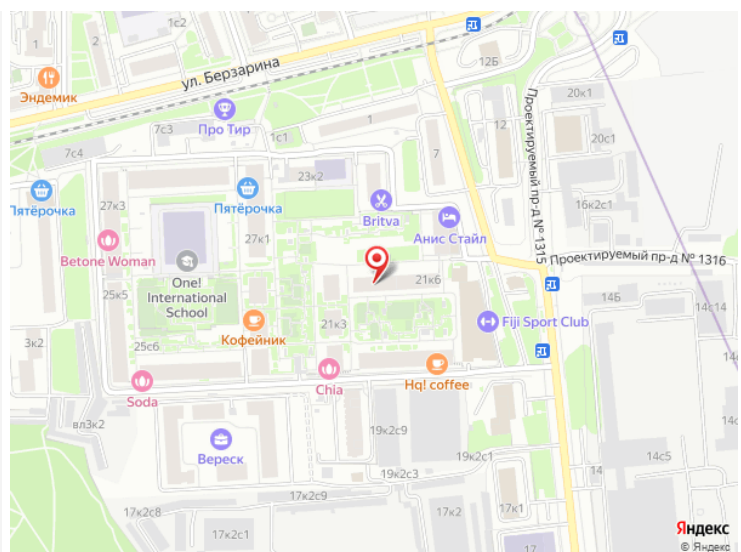 1
2
12Б
ул. Берзарина
Эндемик
20к1
Про Тир
1
12
7с3
1с1
20с1
7с4
7
23к2
Проектируемый пр-д № 1315
Пятёрочка
Пятёрочка
27к3
Britva
16к2с1
Анис Стайл
27к1
Betone Woman
Проектируемый пр-д № 1316
One!
International
School
21к6
25к5
14Б
14с14
21к3
Fiji Sport Club
Кофейник
3к2
25с6
Chia
Hq! coffee
Soda
вл3к2
19к2с9
Вереск
19к2с1
14с5
19к2с3
14
17к2с9
17к2с8
17к2
17к2с1
17
Яндекс
© Яндекс